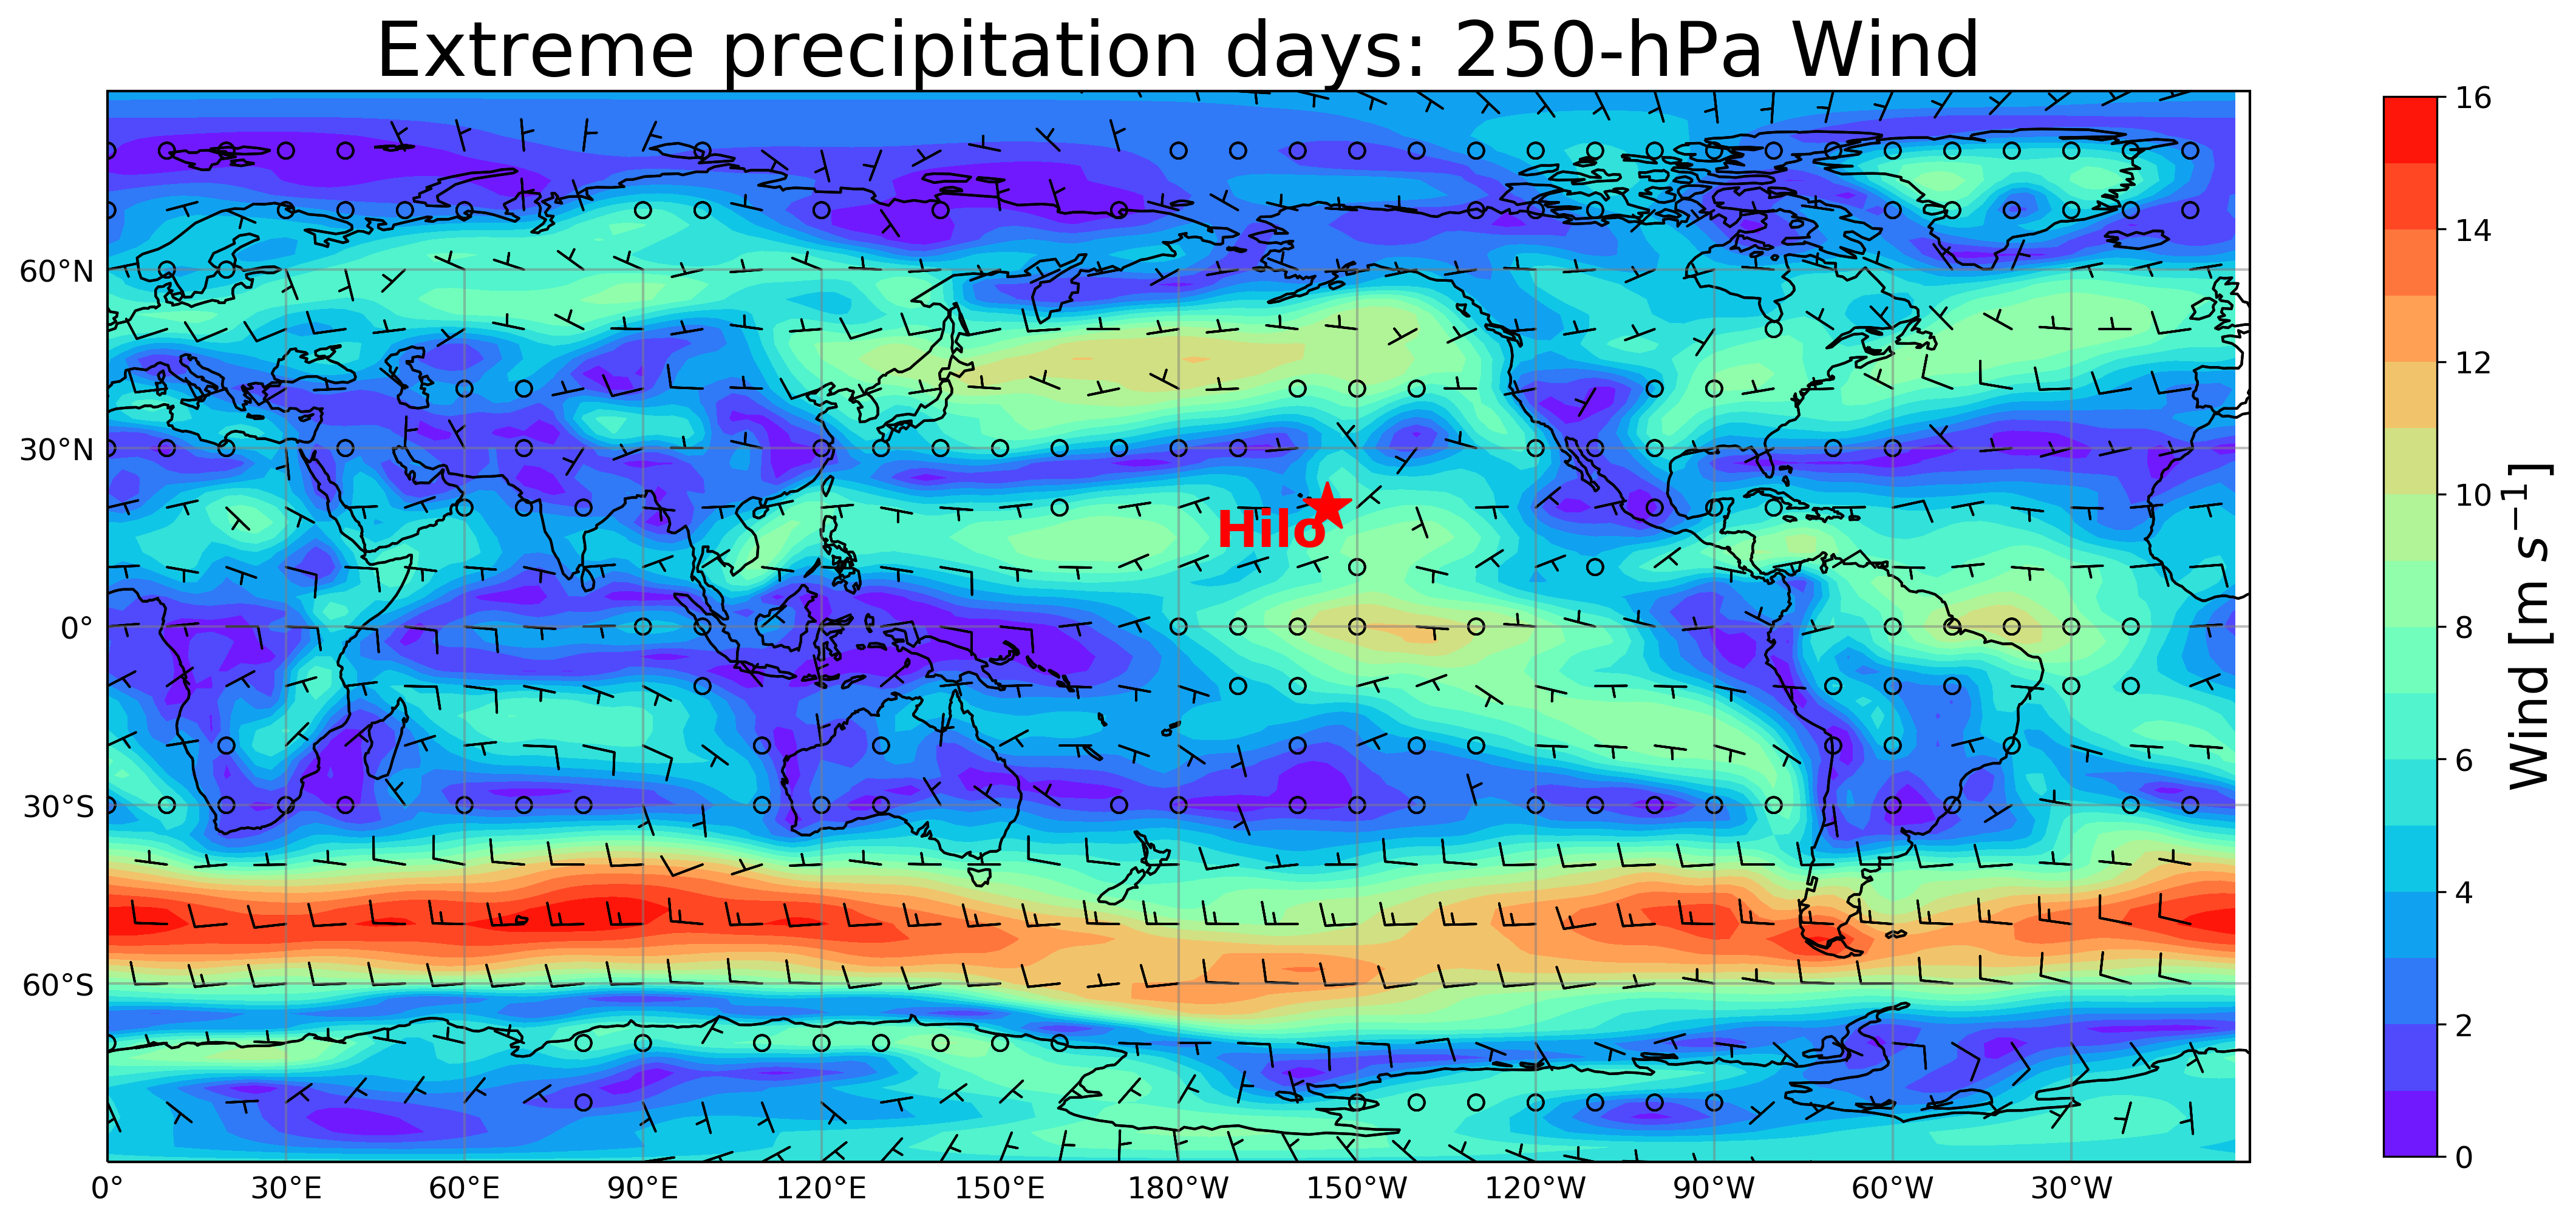 Extreme precipitation days: 250-hPa Wind
60°N
30°N
0°
30°S
60°S
0°
30°E
60°E
90°E
120°E
150°E
180°W
150°W
120°W
90°W
60°W
30°W
Hilo
16
14
12
10
8
6
4
2
0
Wind [m s⁻¹]